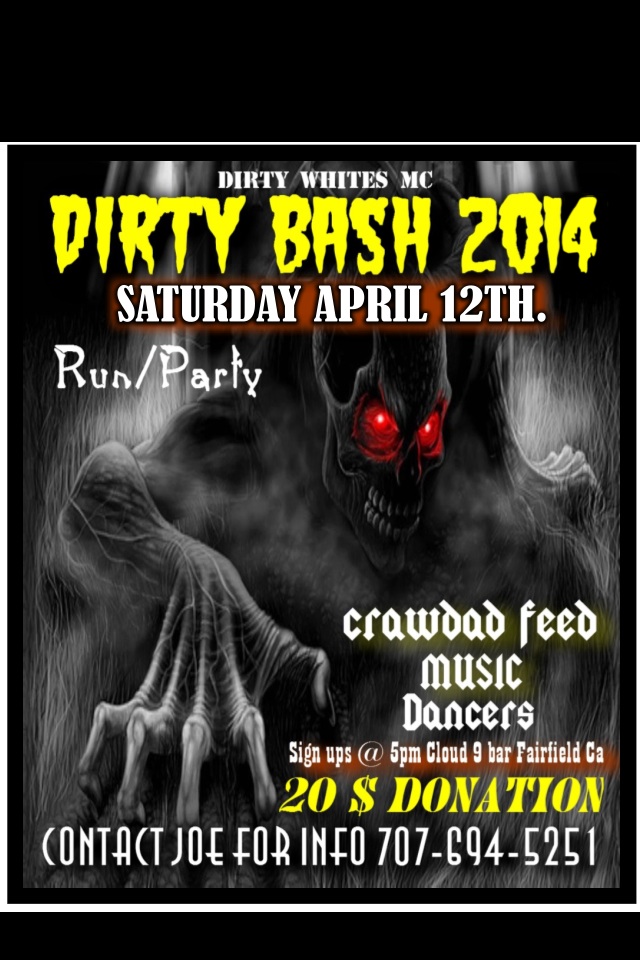 DIRTY WHITES MC
DIRTY BASH 2014
SATURDAY APRIL 12TH.
Run/Party
crawdad feed
MUSIC
Dancers
Sign ups @ 5pm Cloud 9 bar Fairfield Ca
20 $ DONATION
CONTACT JOE FOR INFO 707-694-5251